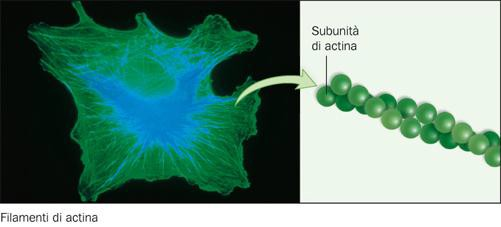 Subunità
di actina
Filamenti di actina